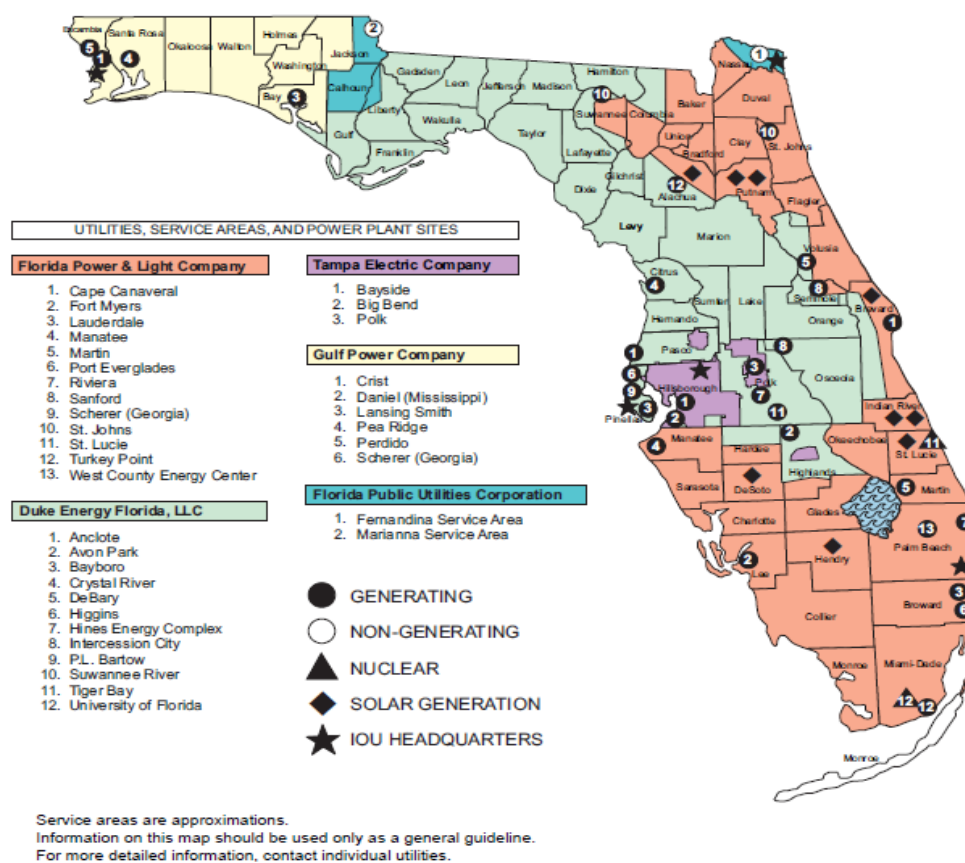 Escambia
Santa Rosa
Okaloosa
Walton
Holmes
Washington
Jackson
Bay
Calhoun
Gulf
Gadsden
Liberty
Franklin
Leon
Wakulla
Jefferson
Madison
Taylor
Hamilton
Suwannee
Columbia
Lafayette
Dixie
Gilchrist
Baker
Union
Bradford
Alachua
Nassau
Duval
Clay
St. Johns
Putnam
Flagler
Levy
Marion
Volusia
Citrus
Sumter
Lake
Seminole
Hernando
Orange
Brevard
Pasco
Osceola
Hillsborough
Polk
Pinellas
Indian River
Manatee
Hardee
Highlands
Okeechobee
St. Lucie
Sarasota
DeSoto
Martin
Charlotte
Glades
Lee
Hendry
Palm Beach
Collier
Broward
Monroe
Miami-Dade
Monroe
UTILITIES, SERVICE AREAS, AND POWER PLANT SITES
Florida Power & Light Company
1. Cape Canaveral
2. Fort Myers
3. Lauderdale
4. Manatee
5. Martin
6. Port Everglades
7. Riviera
8. Sanford
9. Scherer (Georgia)
10. St. Johns
11. St. Lucie
12. Turkey Point
13. West County Energy Center
Duke Energy Florida, LLC
1. Anclote
2. Avon Park
3. Bayboro
4. Crystal River
5. DeBary
6. Higgins
7. Hines Energy Complex
8. Intercession City
9. P.L. Bartow
10. Suwannee River
11. Tiger Bay
12. University of Florida
Tampa Electric Company
1. Bayside
2. Big Bend
3. Polk
Gulf Power Company
1. Crist
2. Daniel (Mississippi)
3. Lansing Smith
4. Pea Ridge
5. Perdido
6. Scherer (Georgia)
Florida Public Utilities Corporation
1. Fernandina Service Area
2. Marianna Service Area
GENERATING
NON-GENERATING
NUCLEAR
SOLAR GENERATION
IOU HEADQUARTERS
Service areas are approximations.
Information on this map should be used only as a general guideline.
For more detailed information, contact individual utilities.